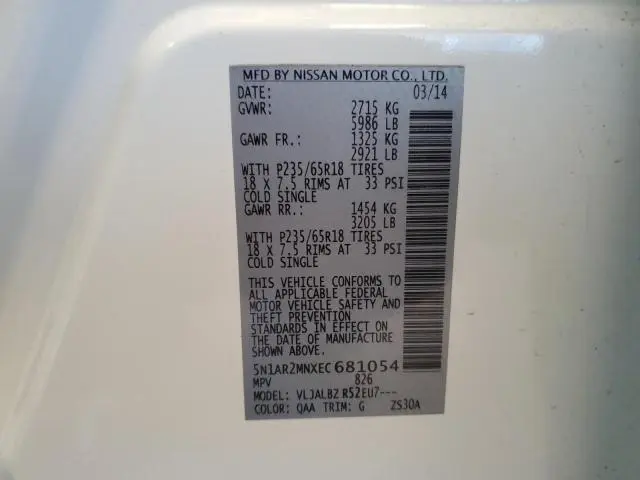 MFD BY NISSAN MOTOR CO., LTD.
DATE: 03/14
GVWR: 2715 KG
5986 LB
GAWR FR.: 1325 KG
2921 LB
WITH P235/65R18 TIRES
18 X 7.5 RIMS AT 33 PSI
COLD SINGLE
GAWR RR.: 1454 KG
3205 LB
WITH P235/65R18 TIRES
18 X 7.5 RIMS AT 33 PSI
COLD SINGLE
THIS VEHICLE CONFORMS TO
ALL APPLICABLE FEDERAL
MOTOR VEHICLE SAFETY AND
THEFT PREVENTION
STANDARDS IN EFFECT ON
THE DATE OF MANUFACTURE
SHOWN ABOVE.
5N1AR2MNXEC681054
MPV 826
MODEL: VLJALBZ R52EU7---
COLOR: QAA TRIM: G ZS30A